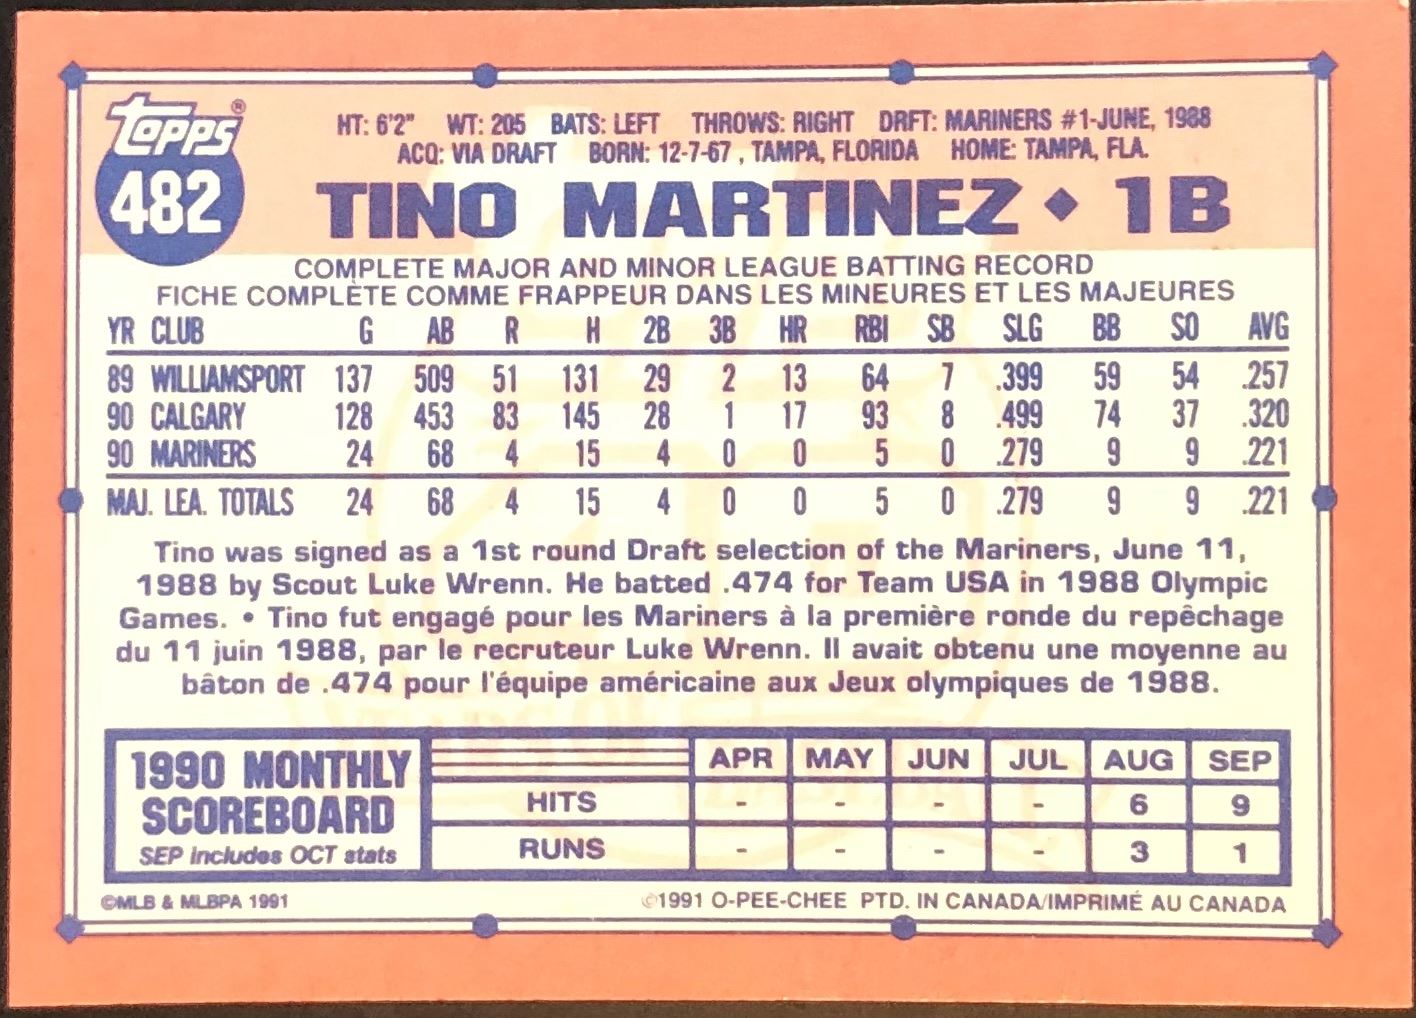 Topps®
482
HT: 6'2" WT: 205 BATS: LEFT THROWS: RIGHT DRFT: MARINERS #1-JUNE, 1988
ACQ: VIA DRAFT BORN: 12-7-67, TAMPA, FLORIDA HOME: TAMPA, FLA.
TINO MARTINEZ ♦ 1B
COMPLETE MAJOR AND MINOR LEAGUE BATTING RECORD
FICHE COMPLÈTE COMME FRAPPEUR DANS LES MINEURES ET LES MAJEURES
YR CLUB G AB R H 2B 3B HR RBI SB SLG BB SO AVG
89 WILLIAMSPORT 137 509 51 131 29 2 13 64 7 .399 59 54 .257
90 CALGARY 128 453 83 145 28 1 17 93 8 .499 74 37 .320
90 MARINERS 24 68 4 15 4 0 0 5 0 .279 9 9 .221
MAJ. LEA. TOTALS 24 68 4 15 4 0 0 5 0 .279 9 9 .221
Tino was signed as a 1st round Draft selection of the Mariners, June 11,
1988 by Scout Luke Wrenn. He batted .474 for Team USA in 1988 Olympic
Games. • Tino fut engagé pour les Mariners à la première ronde du repêchage
du 11 juin 1988, par le recruteur Luke Wrenn. Il avait obtenu une moyenne au
bâton de .474 pour l'équipe américaine aux Jeux olympiques de 1988.
1990 MONTHLY
SCOREBOARD
SEP includes OCT stats
APR MAY JUN JUL AUG SEP
HITS - - - - 6 9
RUNS - - - - 3 1
©MLB & MLBPA 1991
©1991 O-PEE-CHEE PTD. IN CANADA/IMPRIMÉ AU CANADA